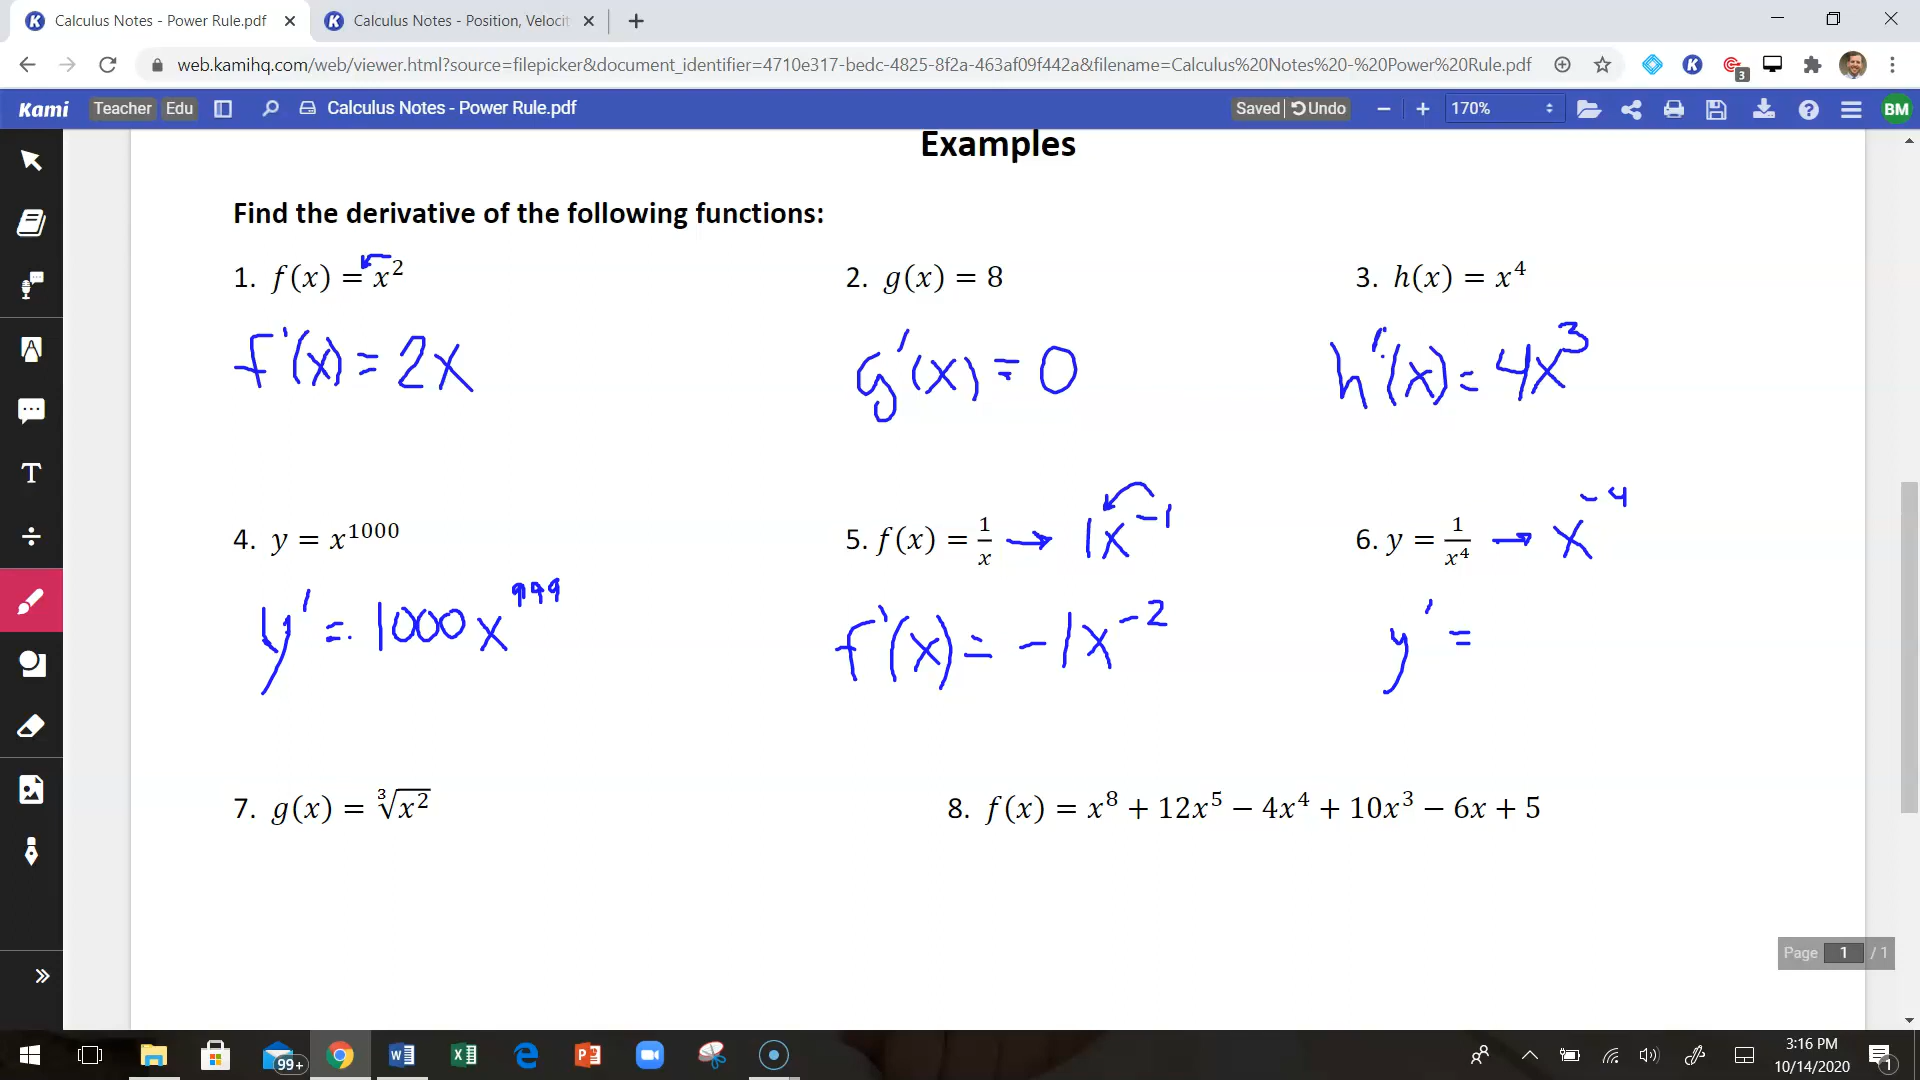 Calculus Notes - Power Rule.pdf
Calculus Notes - Position, Velocit
web.kamihq.com/web/viewer.html?source=filepicker&document_identifier=4710e317-bedc-4825-8f2a-463af09f442a&filename=Calculus%20Notes%20-%20Power%20Rule.pdf
3
Kami Teacher Edu Calculus Notes - Power Rule.pdf Saved Undo 170% BM
Examples
Find the derivative of the following functions:
1. f(x) = x² 2. g(x) = 8 3. h(x) = x⁴
f'(x) = 2x g'(x) = 0 h'(x) = 4x³
4. y = x¹⁰⁰⁰ 5. f(x) = 1/x → 1x⁻¹ 6. y = 1/x⁴ → x⁻⁴
y' = 1000x⁹⁹⁹ f'(x) = -1x⁻² y' =
7. g(x) = ∛x² 8. f(x) = x⁸ + 12x⁵ − 4x⁴ + 10x³ − 6x + 5
Page 1 / 1
99+
3:16 PM
10/14/2020
1